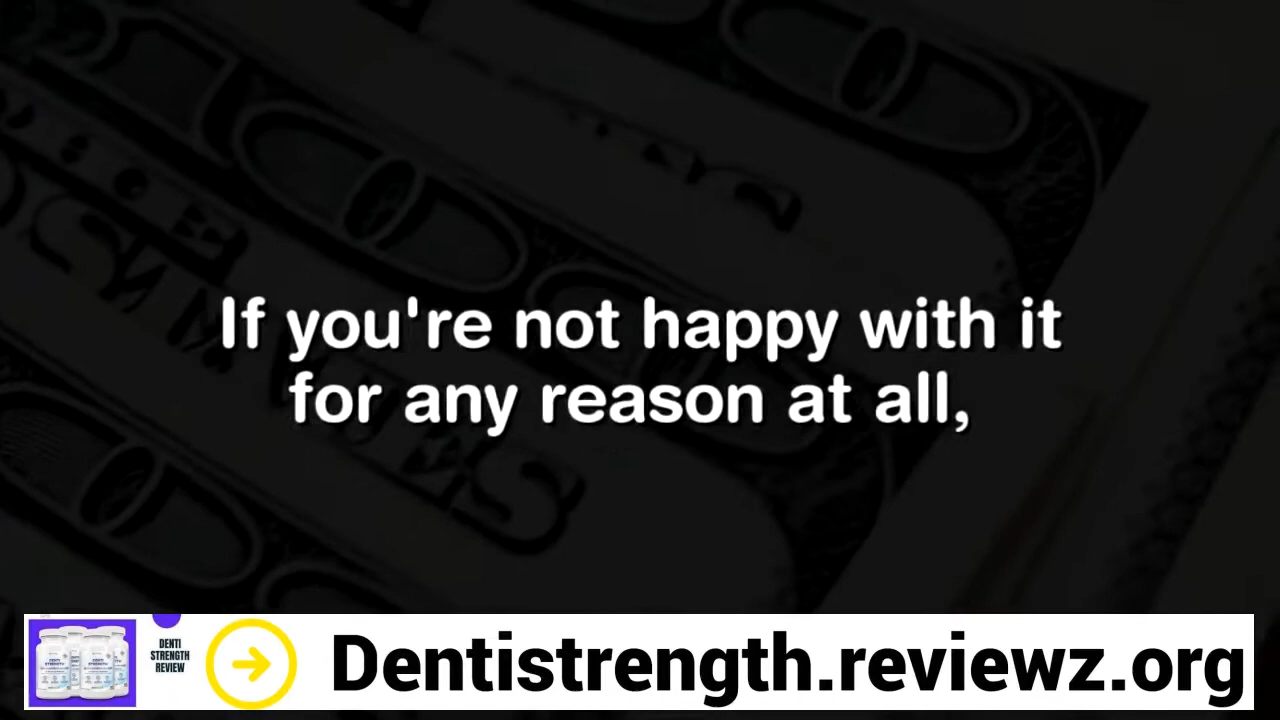 If you're not happy with it
for any reason at all,
DENTI
STRENGTH
REVIEW
Dentistrength.reviewz.org